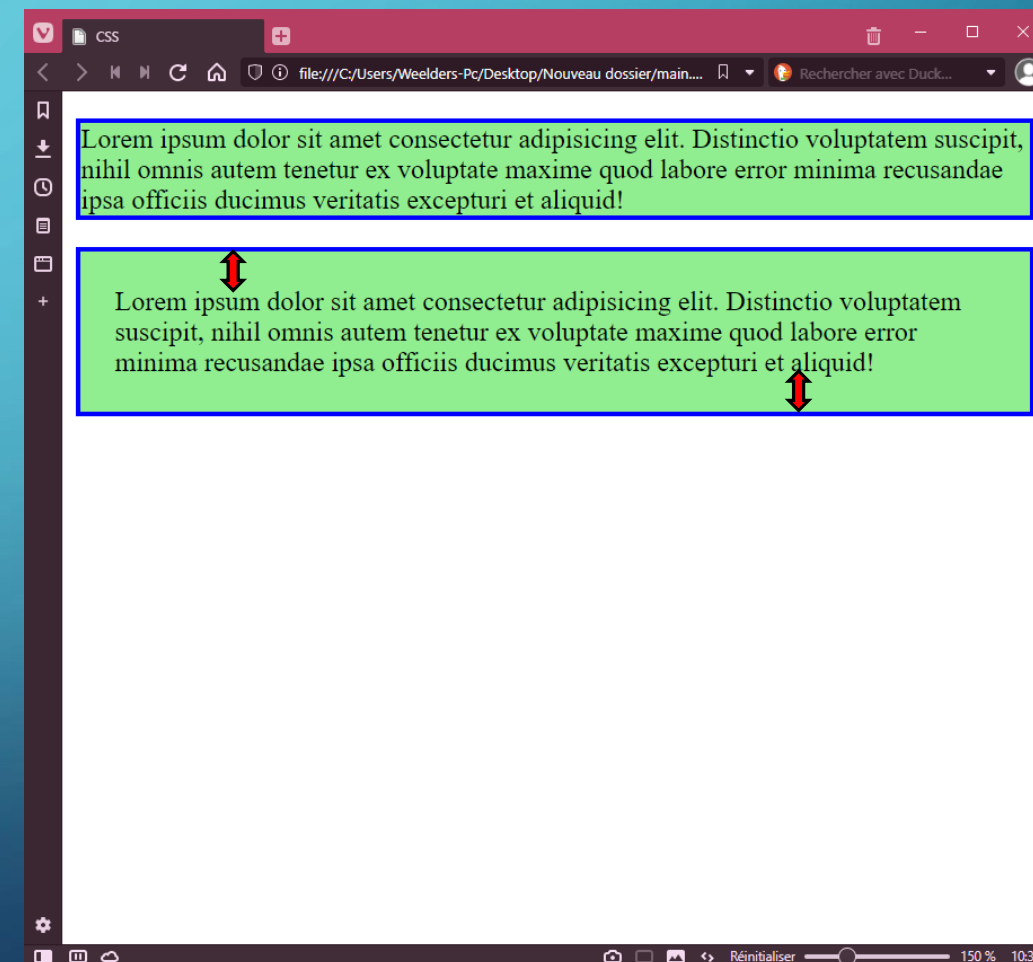 CSS
file:///C:/Users/Weelders-Pc/Desktop/Nouveau dossier/main....
Rechercher avec Duck...
Lorem ipsum dolor sit amet consectetur adipisicing elit. Distinctio voluptatem suscipit,
nihil omnis autem tenetur ex voluptate maxime quod labore error minima recusandae
ipsa officiis ducimus veritatis excepturi et aliquid!
Lorem ipsum dolor sit amet consectetur adipisicing elit. Distinctio voluptatem
suscipit, nihil omnis autem tenetur ex voluptate maxime quod labore error
minima recusandae ipsa officiis ducimus veritatis excepturi et aliquid!
Réinitialiser 150 %